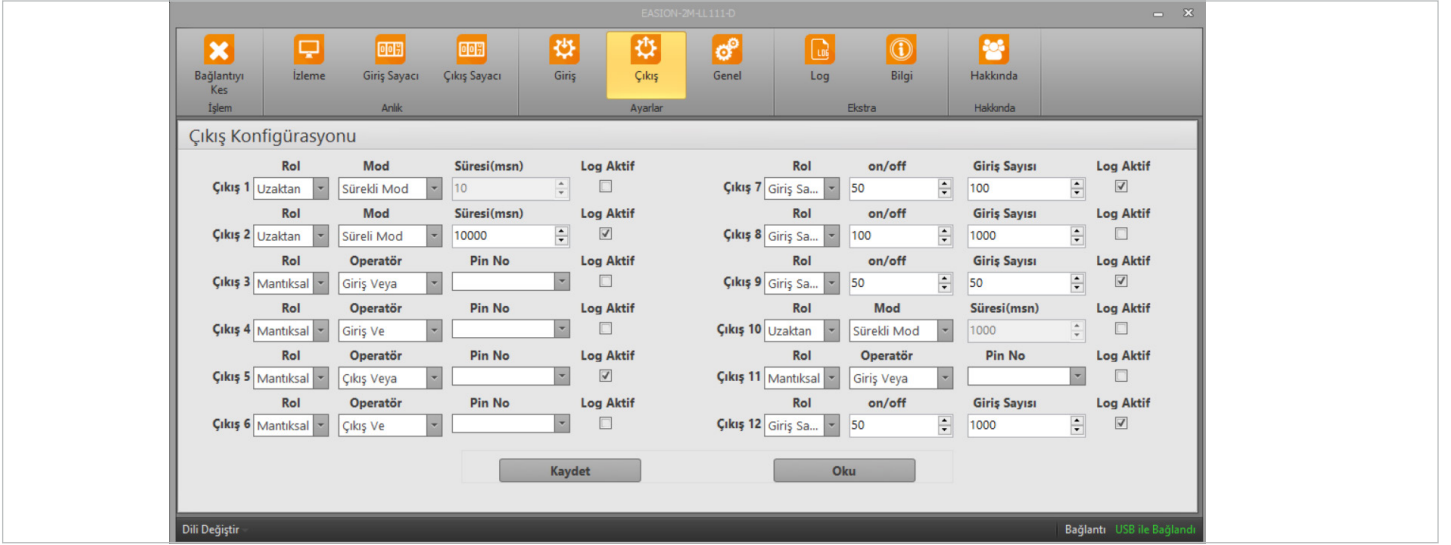 EASION-2M-LL111-D
Bağlantıyı Kes
İzleme
Giriş Sayacı
Çıkış Sayacı
Giriş
Çıkış
Genel
Log
Bilgi
Hakkında
İşlem
Anlık
Ayarlar
Ekstra
Hakkında
Çıkış Konfigürasyonu
Rol Mod Süresi(msn) Log Aktif
Çıkış 1 Uzaktan Sürekli Mod 10
Rol Mod Süresi(msn) Log Aktif
Çıkış 2 Uzaktan Süreli Mod 10000
Rol Operatör Pin No Log Aktif
Çıkış 3 Mantıksal Giriş Veya
Rol Operatör Pin No Log Aktif
Çıkış 4 Mantıksal Giriş Ve
Rol Operatör Pin No Log Aktif
Çıkış 5 Mantıksal Çıkış Veya
Rol Operatör Pin No Log Aktif
Çıkış 6 Mantıksal Çıkış Ve
Rol on/off Giriş Sayısı Log Aktif
Çıkış 7 Giriş Sa... 50 100
Rol on/off Giriş Sayısı Log Aktif
Çıkış 8 Giriş Sa... 100 1000
Rol on/off Giriş Sayısı Log Aktif
Çıkış 9 Giriş Sa... 50 50
Rol Mod Süresi(msn) Log Aktif
Çıkış 10 Uzaktan Sürekli Mod 1000
Rol Operatör Pin No Log Aktif
Çıkış 11 Mantıksal Giriş Veya
Rol on/off Giriş Sayısı Log Aktif
Çıkış 12 Giriş Sa... 50 1000
Kaydet
Oku
Dili Değiştir
Bağlantı USB ile Bağlandı